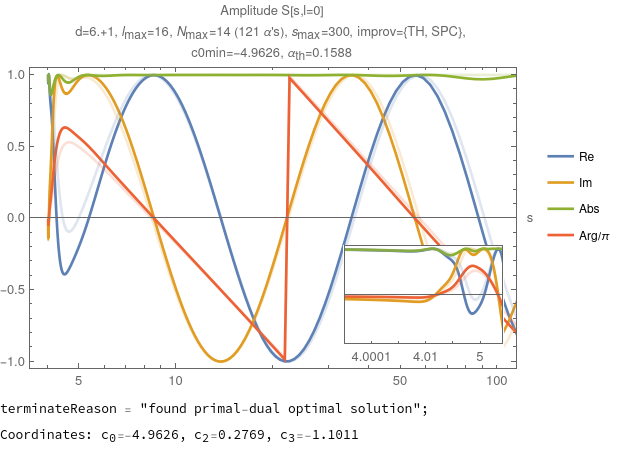 Amplitude S[s,l=0]
d=6.+1, lmax=16, Nmax=14 (121 α's), smax=300, improv={TH, SPC},
c0min=−4.9626, αth=0.1588
1.0
0.5
0.0
−0.5
−1.0
5
10
50
100
s
4.0001
4.01
5
Re
Im
Abs
Arg/π
terminateReason = "found primal-dual optimal solution";
Coordinates: c0=-4.9626, c2=0.2769, c3=-1.1011